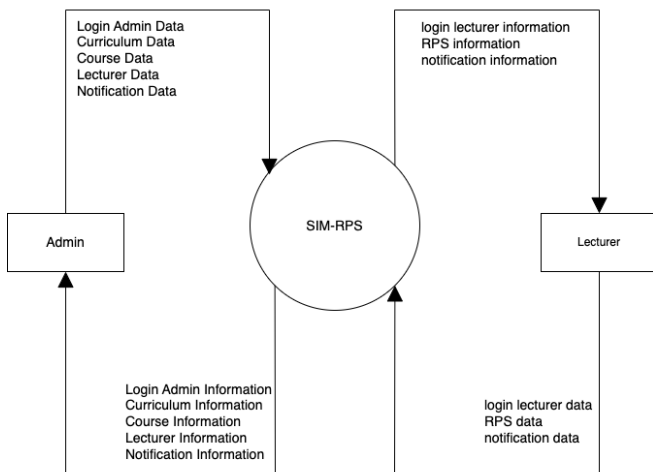 Login Admin Data
Curriculum Data
Course Data
Lecturer Data
Notification Data
login lecturer information
RPS information
notification information
Admin
SIM-RPS
Lecturer
Login Admin Information
Curriculum Information
Course Information
Lecturer Information
Notification Information
login lecturer data
RPS data
notification data